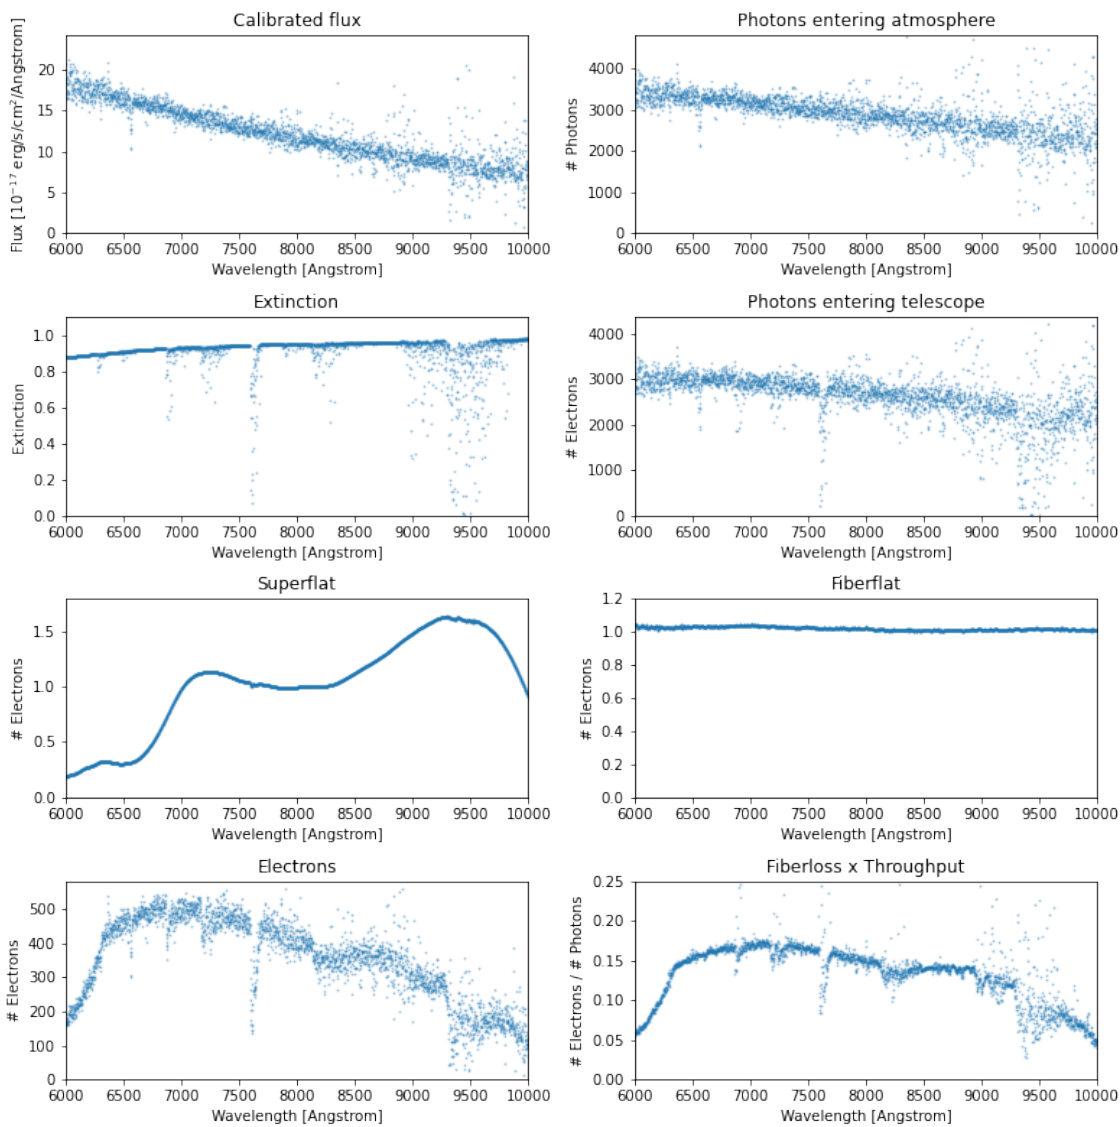 Calibrated flux
Flux [10⁻¹⁷ erg/s/cm²/Angstrom]
20
15
10
5
0
6000 6500 7000 7500 8000 8500 9000 9500 10000
Wavelength [Angstrom]
Photons entering atmosphere
# Photons
4000
3000
2000
1000
0
6000 6500 7000 7500 8000 8500 9000 9500 10000
Wavelength [Angstrom]
Extinction
Extinction
1.0
0.8
0.6
0.4
0.2
0.0
6000 6500 7000 7500 8000 8500 9000 9500 10000
Wavelength [Angstrom]
Photons entering telescope
# Electrons
4000
3000
2000
1000
0
6000 6500 7000 7500 8000 8500 9000 9500 10000
Wavelength [Angstrom]
Superflat
# Electrons
1.5
1.0
0.5
0.0
6000 6500 7000 7500 8000 8500 9000 9500 10000
Wavelength [Angstrom]
Fiberflat
# Electrons
1.2
1.0
0.8
0.6
0.4
0.2
0.0
6000 6500 7000 7500 8000 8500 9000 9500 10000
Wavelength [Angstrom]
Electrons
# Electrons
500
400
300
200
100
0
6000 6500 7000 7500 8000 8500 9000 9500 10000
Wavelength [Angstrom]
Fiberloss x Throughput
# Electrons / # Photons
0.25
0.20
0.15
0.10
0.05
0.00
6000 6500 7000 7500 8000 8500 9000 9500 10000
Wavelength [Angstrom]